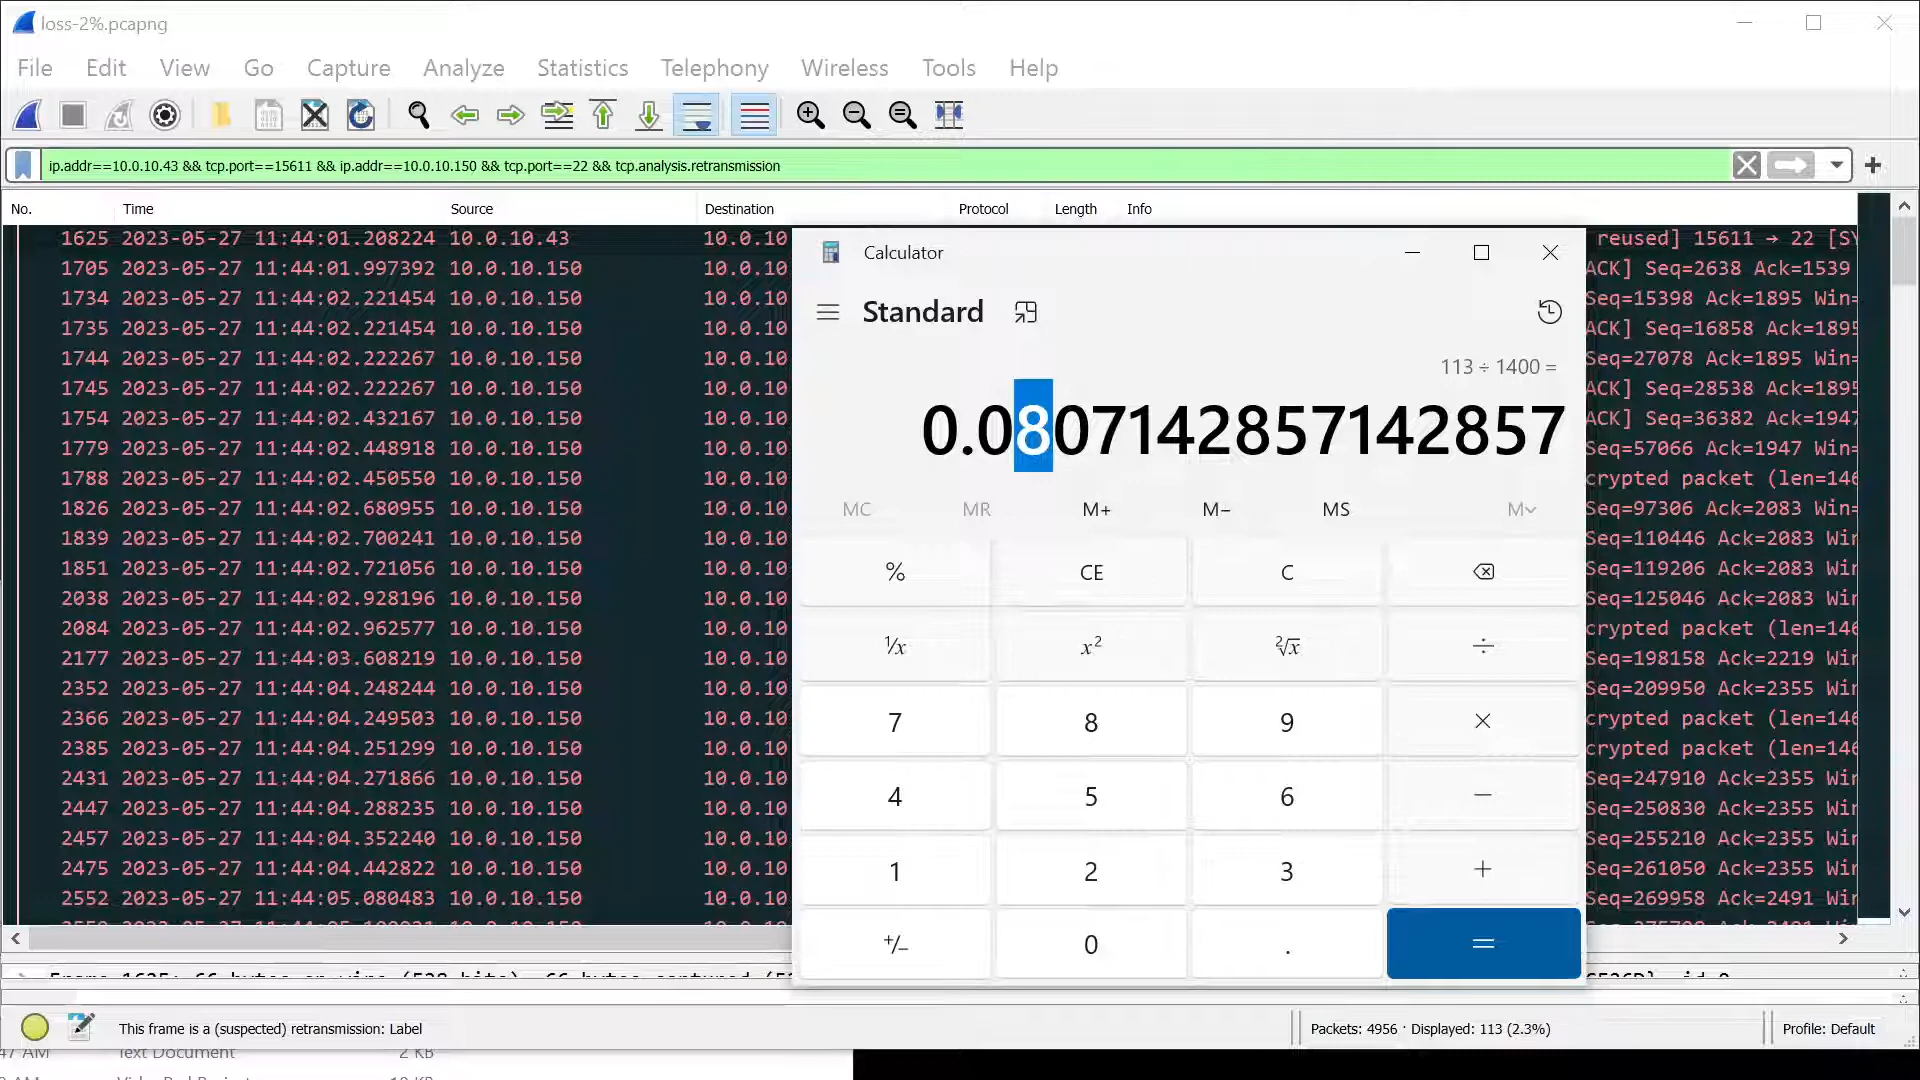 loss-2%.pcapng
File Edit View Go Capture Analyze Statistics Telephony Wireless Tools Help
ip.addr==10.0.10.43 && tcp.port==15611 && ip.addr==10.0.10.150 && tcp.port==22 && tcp.analysis.retransmission
No. Time Source Destination Protocol Length Info
1625 2023-05-27 11:44:01.208224 10.0.10.43 10.0.10 reused] 15611 → 22 [SY
1705 2023-05-27 11:44:01.997392 10.0.10.150 10.0.10 ACK] Seq=2638 Ack=1539
1734 2023-05-27 11:44:02.221454 10.0.10.150 10.0.10 Seq=15398 Ack=1895 Win=
1735 2023-05-27 11:44:02.221454 10.0.10.150 10.0.10 ACK] Seq=16858 Ack=1895
1744 2023-05-27 11:44:02.222267 10.0.10.150 10.0.10 Seq=27078 Ack=1895 Win=
1745 2023-05-27 11:44:02.222267 10.0.10.150 10.0.10 ACK] Seq=28538 Ack=1895
1754 2023-05-27 11:44:02.432167 10.0.10.150 10.0.10 ACK] Seq=36382 Ack=1947
1779 2023-05-27 11:44:02.448918 10.0.10.150 10.0.10 Seq=57066 Ack=1947 Win=
1788 2023-05-27 11:44:02.450550 10.0.10.150 10.0.10 crypted packet (len=146
1826 2023-05-27 11:44:02.680955 10.0.10.150 10.0.10 Seq=97306 Ack=2083 Win=
1839 2023-05-27 11:44:02.700241 10.0.10.150 10.0.10 Seq=110446 Ack=2083 Win
1851 2023-05-27 11:44:02.721056 10.0.10.150 10.0.10 Seq=119206 Ack=2083 Win
2038 2023-05-27 11:44:02.928196 10.0.10.150 10.0.10 Seq=125046 Ack=2083 Win
2084 2023-05-27 11:44:02.962577 10.0.10.150 10.0.10 crypted packet (len=146
2177 2023-05-27 11:44:03.608219 10.0.10.150 10.0.10 Seq=198158 Ack=2219 Win
2352 2023-05-27 11:44:04.248244 10.0.10.150 10.0.10 Seq=209950 Ack=2355 Win
2366 2023-05-27 11:44:04.249503 10.0.10.150 10.0.10 crypted packet (len=146
2385 2023-05-27 11:44:04.251299 10.0.10.150 10.0.10 crypted packet (len=146
2431 2023-05-27 11:44:04.271866 10.0.10.150 10.0.10 Seq=247910 Ack=2355 Win
2447 2023-05-27 11:44:04.288235 10.0.10.150 10.0.10 Seq=250830 Ack=2355 Win
2457 2023-05-27 11:44:04.352240 10.0.10.150 10.0.10 Seq=255210 Ack=2355 Win
2475 2023-05-27 11:44:04.442822 10.0.10.150 10.0.10 Seq=261050 Ack=2355 Win
2552 2023-05-27 11:44:05.080483 10.0.10.150 10.0.10 Seq=269958 Ack=2491 Win
Calculator
Standard
113 ÷ 1400 =
0.0807142857142857
MC MR M+ M− MS M
% CE C
1/x x² ²√x ÷
7 8 9 ×
4 5 6 −
1 2 3 +
+/− 0 . =
This frame is a (suspected) retransmission: Label
Packets: 4956 · Displayed: 113 (2.3%)
Profile: Default
47 AM Text Document 2 KB